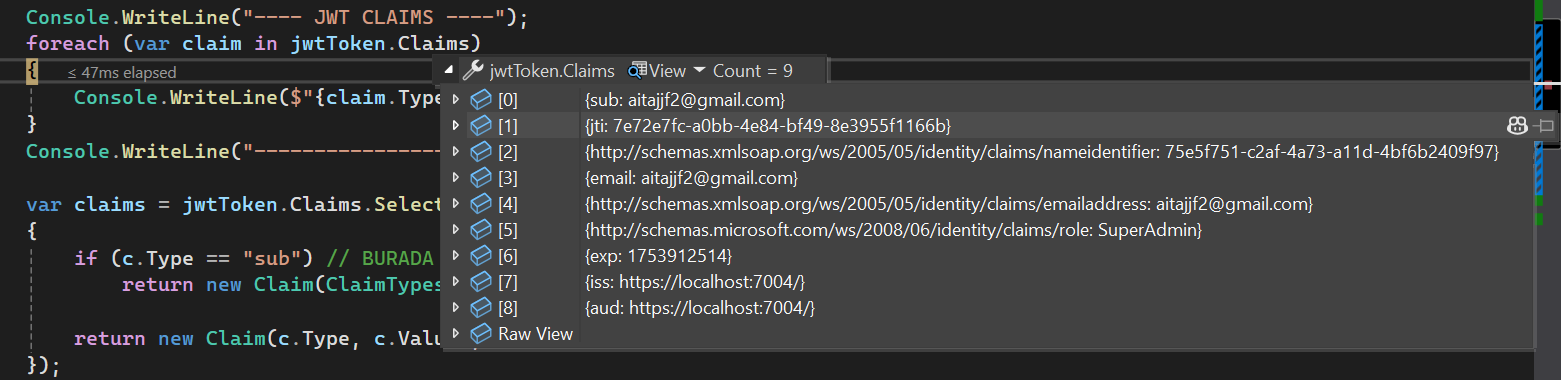 Console.WriteLine("---- JWT CLAIMS ----");
foreach (var claim in jwtToken.Claims)
{ ≤ 47ms elapsed
jwtToken.Claims View Count = 9
Console.WriteLine($"{claim.Type
[0] {sub: aitajjf2@gmail.com}
[1] {jti: 7e72e7fc-a0bb-4e84-bf49-8e3955f1166b}
[2] {http://schemas.xmlsoap.org/ws/2005/05/identity/claims/nameidentifier: 75e5f751-c2af-4a73-a11d-4bf6b2409f97}
[3] {email: aitajjf2@gmail.com}
[4] {http://schemas.xmlsoap.org/ws/2005/05/identity/claims/emailaddress: aitajjf2@gmail.com}
[5] {http://schemas.microsoft.com/ws/2008/06/identity/claims/role: SuperAdmin}
[6] {exp: 1753912514}
[7] {iss: https://localhost:7004/}
[8] {aud: https://localhost:7004/}
Raw View
}
Console.WriteLine("-----------------
var claims = jwtToken.Claims.Select
{
if (c.Type == "sub") // BURADA
return new Claim(ClaimTypes
return new Claim(c.Type, c.Valu
});